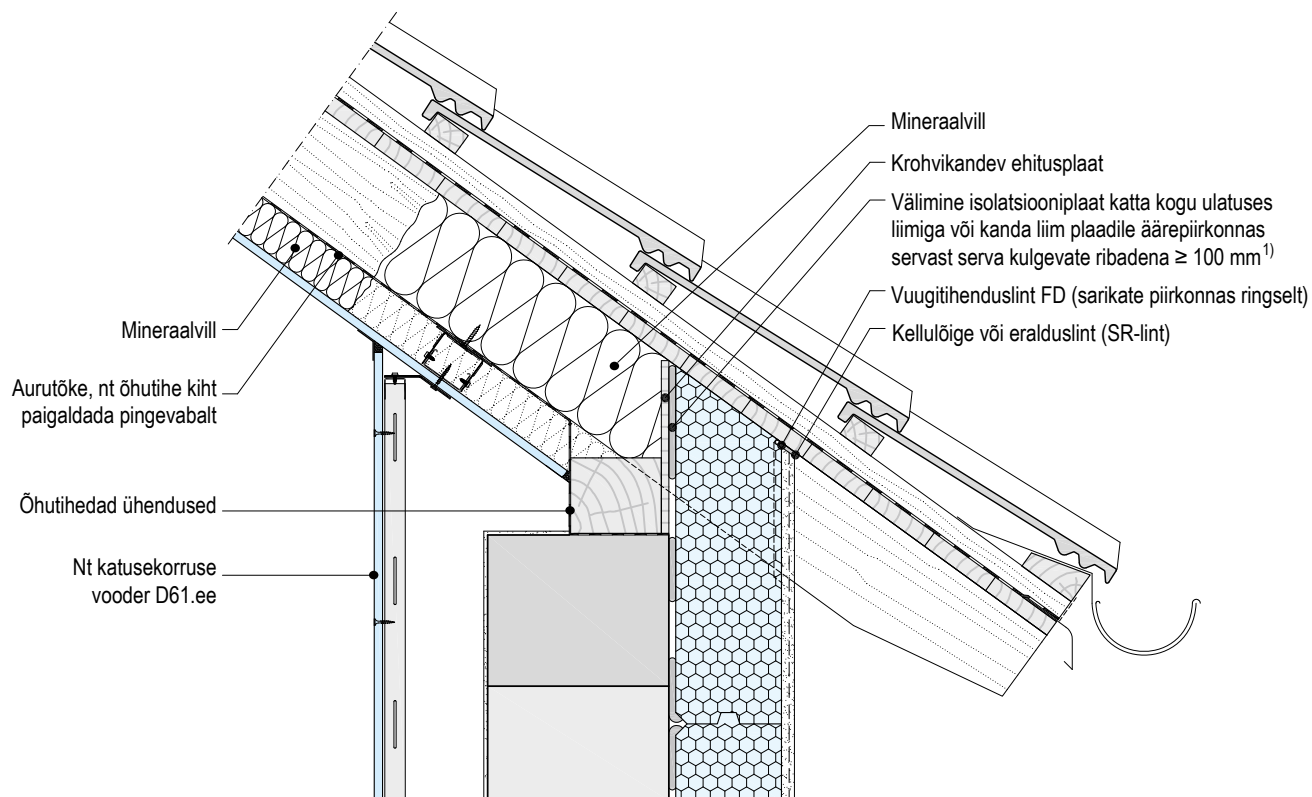 Mineraalvill
Krohvikandev ehitusplaat
Välimine isolatsiooniplaat katta kogu ulatuses
liimiga või kanda liim plaadile äärepiirkonnas
servast serva kulgevate ribadena ≥ 100 mm1)
Vuugitihenduslint FD (sarikate piirkonnas ringselt)
Kellulõige või eralduslint (SR-lint)
Mineraalvill
Aurutõke, nt õhutihe kiht
paigaldada pingevabalt
Õhutihedad ühendused
Nt katusekorruse
vooder D61.ee